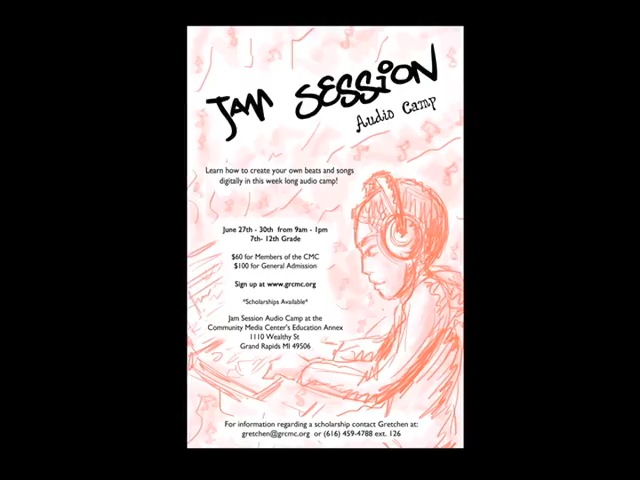 JAM SESSION
Audio Camp
Learn how to create your own beats and songs
digitally in this week long audio camp!
June 27th - 30th from 9am - 1pm
7th- 12th Grade
$60 for Members of the CMC
$100 for General Admission
Sign up at www.grcmc.org
*Scholarships Available*
Jam Session Audio Camp at the
Community Media Center's Education Annex
1110 Wealthy St
Grand Rapids MI 49506
For information regarding a scholarship contact Gretchen at:
gretchen@grcmc.org or (616) 459-4788 ext. 126